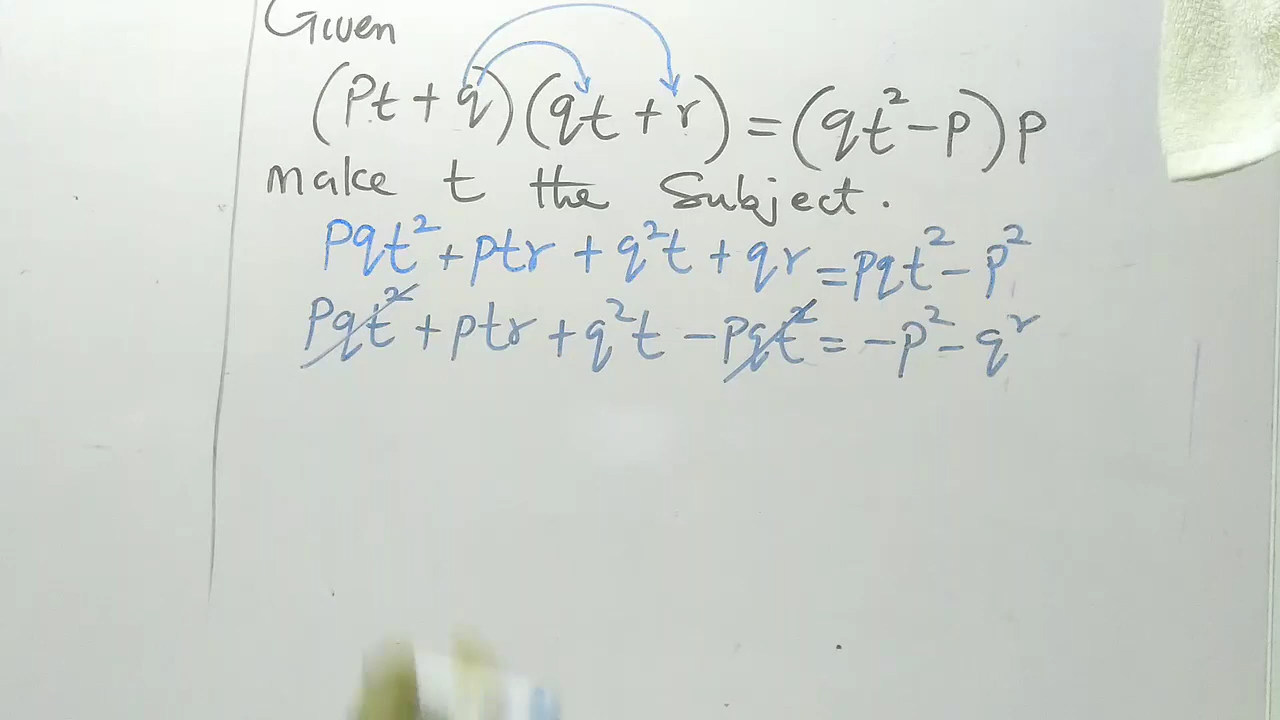 Given
(Pt + q)(qt + r) = (qt² - p)p
make t the Subject.
Pqt² + ptr + q²t + qr = pqt² - p²
Pqt² + ptr + q²t - pqt² = -p² - qr